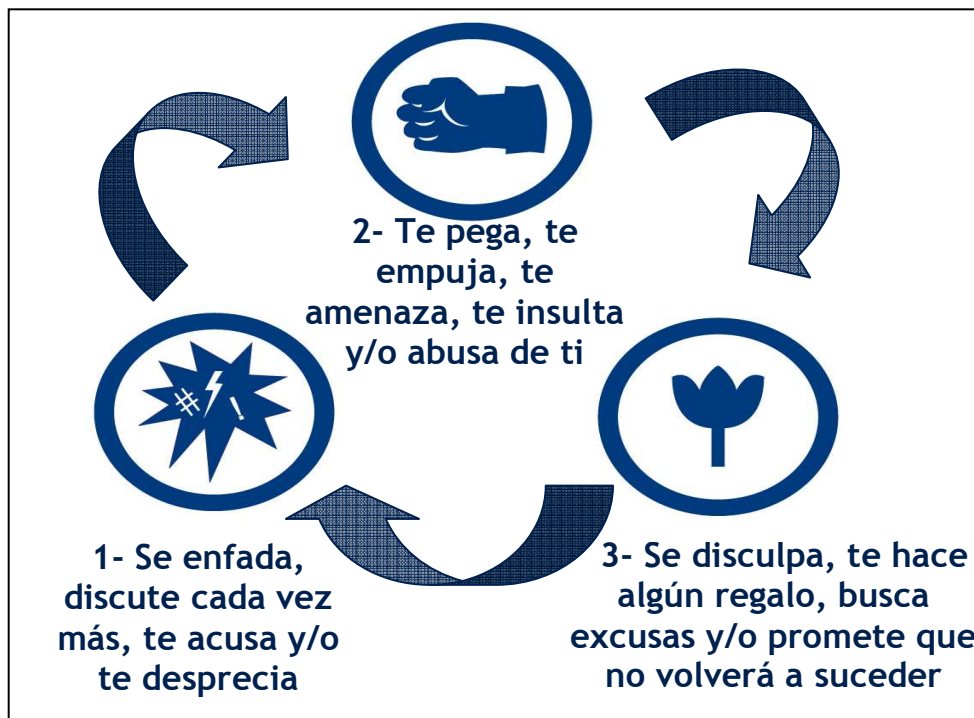 2- Te pega, te
empuja, te
amenaza, te insulta
y/o abusa de ti
# !
1- Se enfada,
discute cada vez
más, te acusa y/o
te desprecia
3- Se disculpa, te hace
algún regalo, busca
excusas y/o promete que
no volverá a suceder